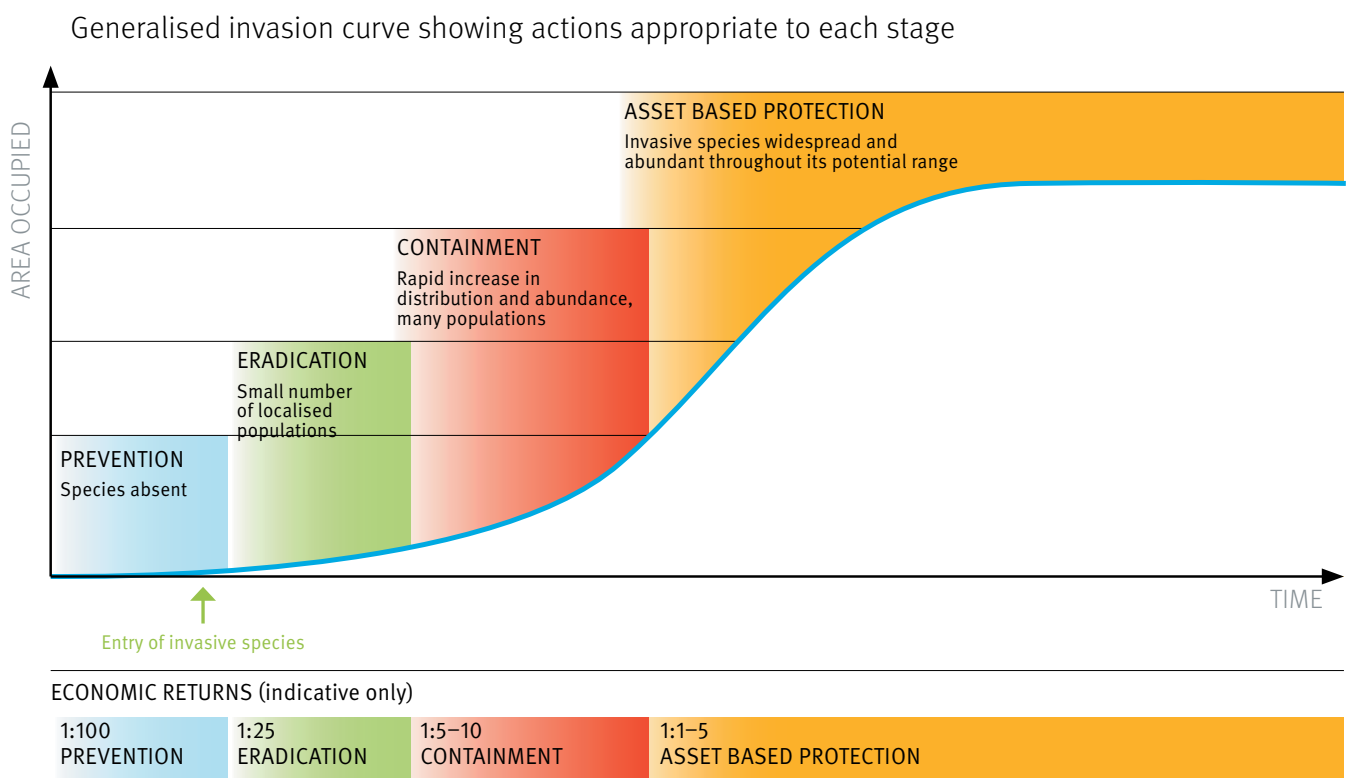 Generalised invasion curve showing actions appropriate to each stage
AREA OCCUPIED
ASSET BASED PROTECTION
Invasive species widespread and
abundant throughout its potential range
CONTAINMENT
Rapid increase in
distribution and abundance,
many populations
ERADICATION
Small number
of localised
populations
PREVENTION
Species absent
TIME
Entry of invasive species
ECONOMIC RETURNS (indicative only)
1:100
PREVENTION
1:25
ERADICATION
1:5–10
CONTAINMENT
1:1–5
ASSET BASED PROTECTION